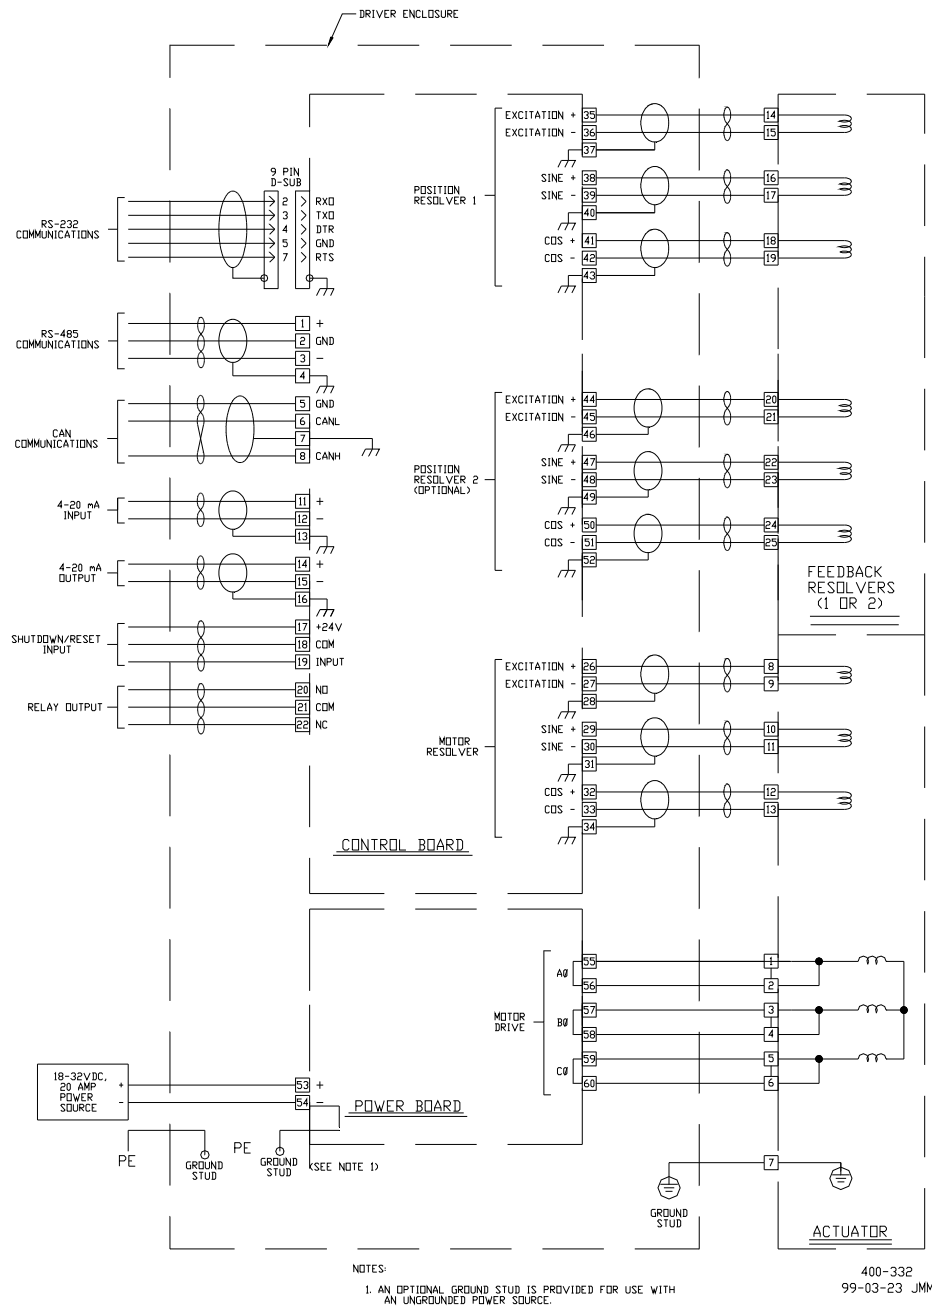 DRIVER ENCLOSURE
9 PIN
D-SUB
RS-232
COMMUNICATIONS
2 RXD
3 TXD
4 DTR
5 GND
7 RTS
RS-485
COMMUNICATIONS
1 +
2 GND
3 -
4
CAN
COMMUNICATIONS
5 GND
6 CANL
7
8 CANH
4-20 mA
INPUT
11 +
12 -
13
4-20 mA
OUTPUT
14 +
15 -
16
SHUTDOWN/RESET
INPUT
17 +24V
18 COM
19 INPUT
RELAY OUTPUT
20 NO
21 COM
22 NC
POSITION
RESOLVER 1
EXCITATION + 35 14
EXCITATION - 36 15
37
SINE + 38 16
SINE - 39 17
40
COS + 41 18
COS - 42 19
43
POSITION
RESOLVER 2
(OPTIONAL)
EXCITATION + 44 20
EXCITATION - 45 21
46
SINE + 47 22
SINE - 48 23
49
COS + 50 24
COS - 51 25
52
FEEDBACK
RESOLVERS
(1 OR 2)
MOTOR
RESOLVER
EXCITATION + 26 8
EXCITATION - 27 9
28
SINE + 29 10
SINE - 30 11
31
COS + 32 12
COS - 33 13
34
CONTROL BOARD
MOTOR
DRIVE
AØ
55 1
56 2
BØ
57 3
58 4
CØ
59 5
60 6
18-32VDC,
20 AMP
POWER
SOURCE
+ 53 +
- 54 -
POWER BOARD
PE
GROUND
STUD
PE
GROUND
STUD
(SEE NOTE 1)
7
GROUND
STUD
ACTUATOR
NOTES:
1. AN OPTIONAL GROUND STUD IS PROVIDED FOR USE WITH
AN UNGROUNDED POWER SOURCE.
400-332
99-03-23 JMM